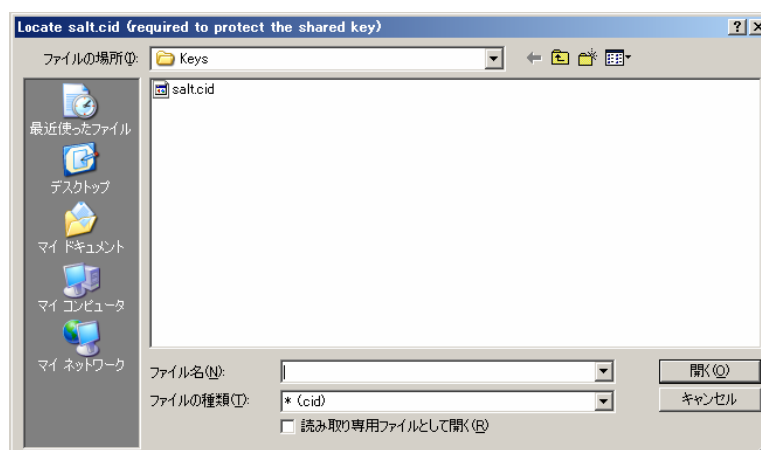 Locate salt.cid (required to protect the shared key)
ファイルの場所(I):
Keys
salt.cid
最近使ったファイル
デスクトップ
マイ ドキュメント
マイ コンピュータ
マイ ネットワーク
ファイル名(N):
開く(O)
ファイルの種類(T):
* (cid)
キャンセル
読み取り専用ファイルとして開く(R)